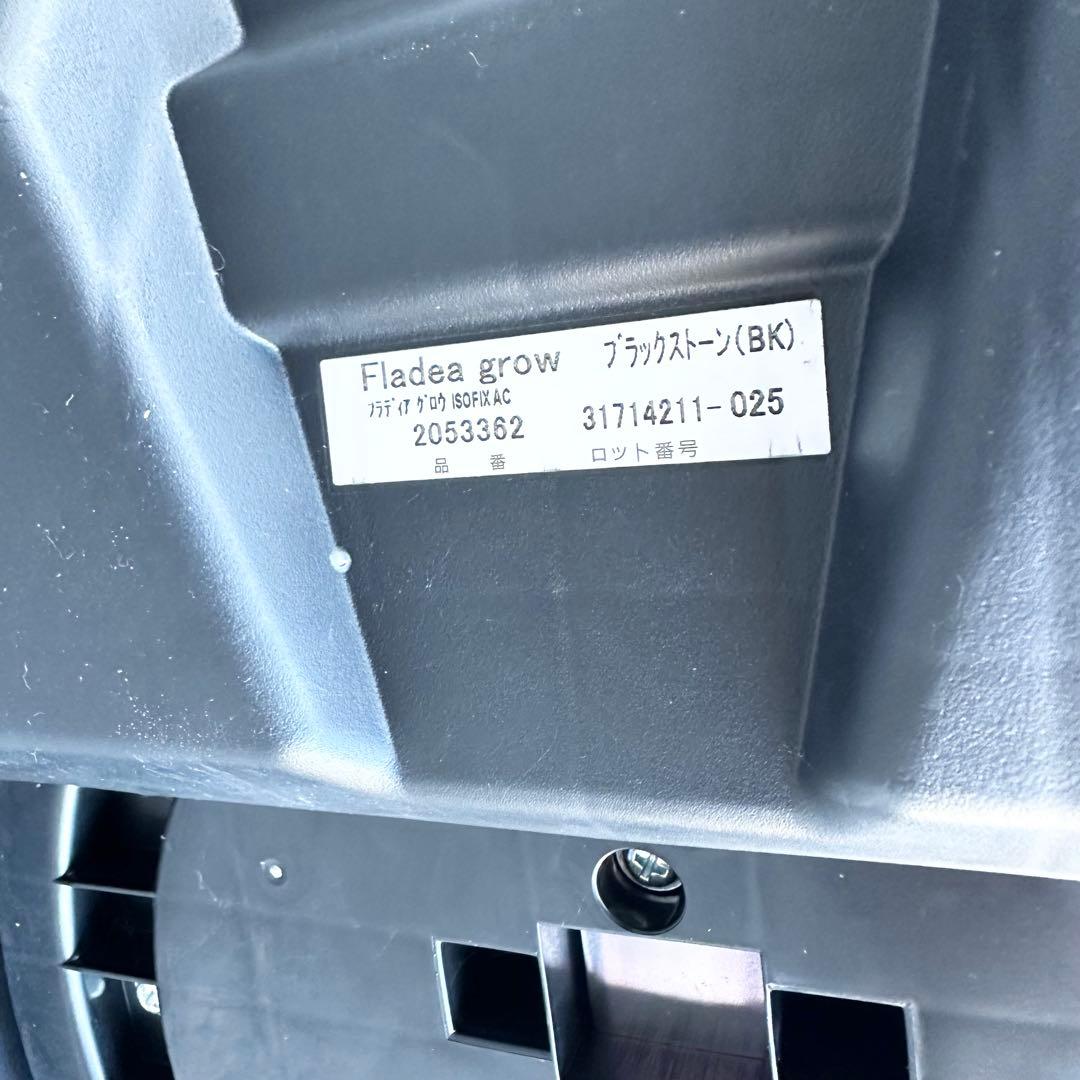 Fladea grow ブラックストーン(BK)
フラディア グロウ ISOFIX AC
2053362 31714211-025
品 番 ロット番号